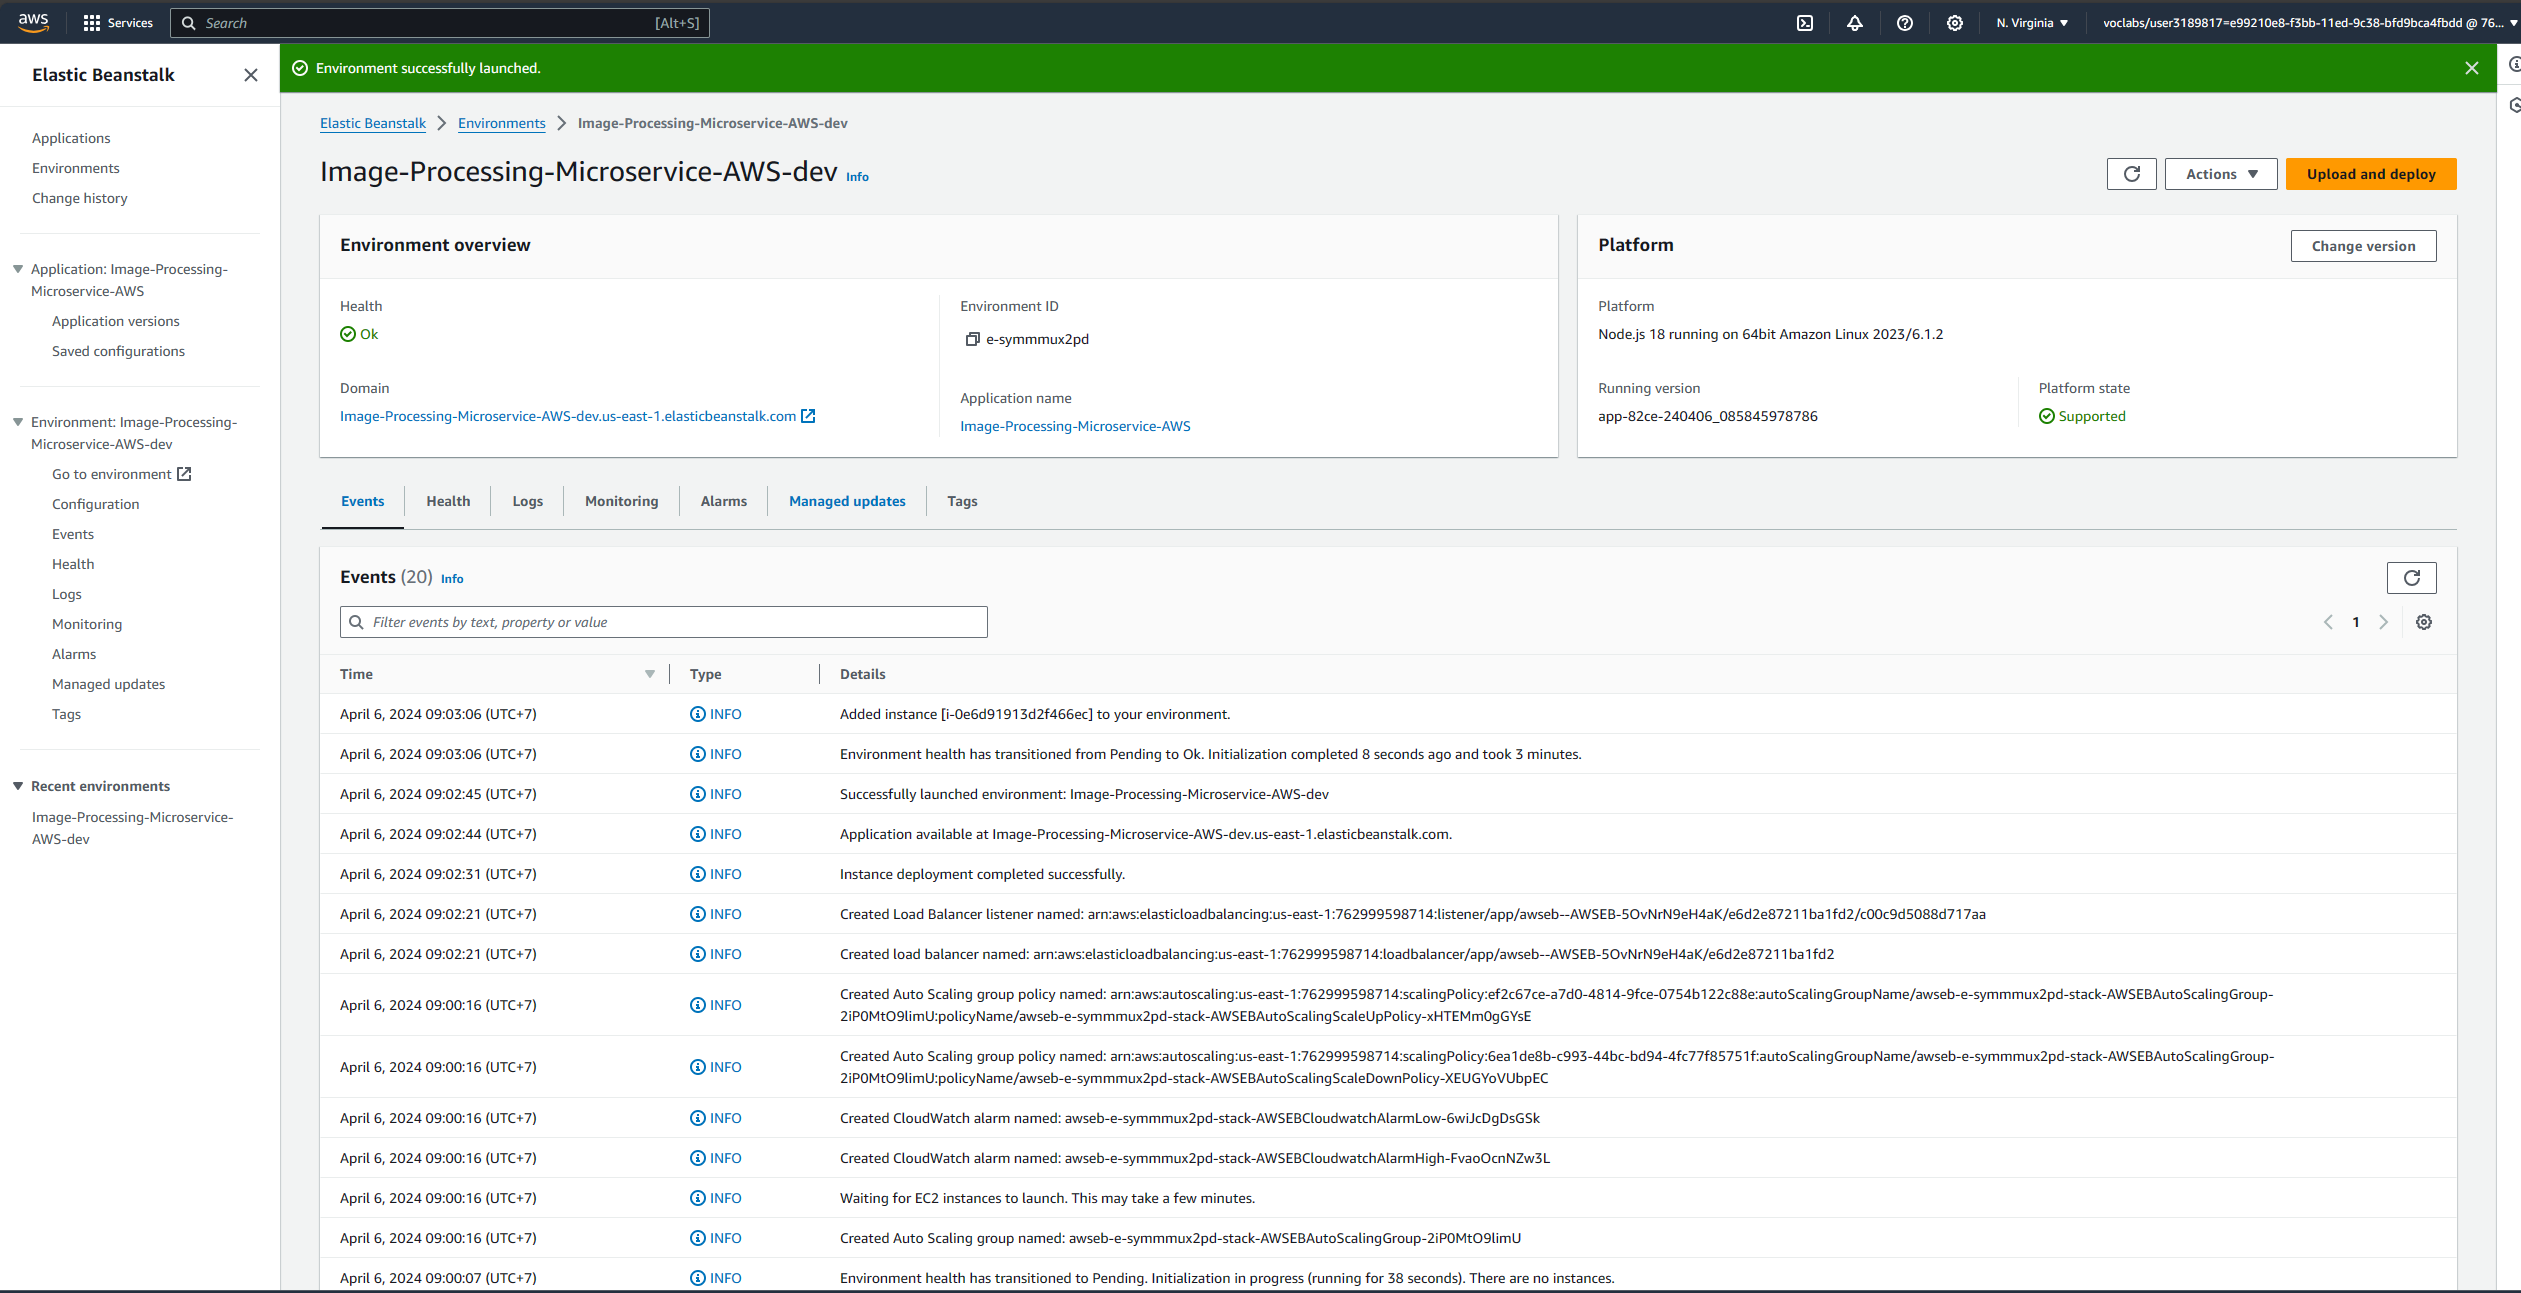 aws
Services
Search
[Alt+S]
N. Virginia
voclabs/user3189817=e99210e8-f3bb-11ed-9c38-bfd9bca4fbdd @ 76...
Elastic Beanstalk
Applications
Environments
Change history
Application: Image-Processing-
Microservice-AWS
Application versions
Saved configurations
Environment: Image-Processing-
Microservice-AWS-dev
Go to environment
Configuration
Events
Health
Logs
Monitoring
Alarms
Managed updates
Tags
Recent environments
Image-Processing-Microservice-
AWS-dev
Environment successfully launched.
Elastic Beanstalk > Environments > Image-Processing-Microservice-AWS-dev
Image-Processing-Microservice-AWS-dev Info
Actions
Upload and deploy
Environment overview
Health
Ok
Domain
Image-Processing-Microservice-AWS-dev.us-east-1.elasticbeanstalk.com
Environment ID
e-symmmux2pd
Application name
Image-Processing-Microservice-AWS
Platform
Change version
Platform
Node.js 18 running on 64bit Amazon Linux 2023/6.1.2
Running version
app-82ce-240406_085845978786
Platform state
Supported
Events Health Logs Monitoring Alarms Managed updates Tags
Events (20) Info
Filter events by text, property or value
1
Time Type Details
April 6, 2024 09:03:06 (UTC+7) INFO Added instance [i-0e6d91913d2f466ec] to your environment.
April 6, 2024 09:03:06 (UTC+7) INFO Environment health has transitioned from Pending to Ok. Initialization completed 8 seconds ago and took 3 minutes.
April 6, 2024 09:02:45 (UTC+7) INFO Successfully launched environment: Image-Processing-Microservice-AWS-dev
April 6, 2024 09:02:44 (UTC+7) INFO Application available at Image-Processing-Microservice-AWS-dev.us-east-1.elasticbeanstalk.com.
April 6, 2024 09:02:31 (UTC+7) INFO Instance deployment completed successfully.
April 6, 2024 09:02:21 (UTC+7) INFO Created Load Balancer listener named: arn:aws:elasticloadbalancing:us-east-1:762999598714:listener/app/awseb--AWSEB-5OvNrN9eH4aK/e6d2e87211ba1fd2/c00c9d5088d717aa
April 6, 2024 09:02:21 (UTC+7) INFO Created load balancer named: arn:aws:elasticloadbalancing:us-east-1:762999598714:loadbalancer/app/awseb--AWSEB-5OvNrN9eH4aK/e6d2e87211ba1fd2
April 6, 2024 09:00:16 (UTC+7) INFO Created Auto Scaling group policy named: arn:aws:autoscaling:us-east-1:762999598714:scalingPolicy:ef2c67ce-a7d0-4814-9fce-0754b122c88e:autoScalingGroupName/awseb-e-symmmux2pd-stack-AWSEBAutoScalingGroup-
2iP0MtO9limU:policyName/awseb-e-symmmux2pd-stack-AWSEBAutoScalingScaleUpPolicy-xHTEMm0gGYsE
April 6, 2024 09:00:16 (UTC+7) INFO Created Auto Scaling group policy named: arn:aws:autoscaling:us-east-1:762999598714:scalingPolicy:6ea1de8b-c993-44bc-bd94-4fc77f85751f:autoScalingGroupName/awseb-e-symmmux2pd-stack-AWSEBAutoScalingGroup-
2iP0MtO9limU:policyName/awseb-e-symmmux2pd-stack-AWSEBAutoScalingScaleDownPolicy-XEUGYoVUbpEC
April 6, 2024 09:00:16 (UTC+7) INFO Created CloudWatch alarm named: awseb-e-symmmux2pd-stack-AWSEBCloudwatchAlarmLow-6wiJcDgDsGSk
April 6, 2024 09:00:16 (UTC+7) INFO Created CloudWatch alarm named: awseb-e-symmmux2pd-stack-AWSEBCloudwatchAlarmHigh-FvaoOcnNZw3L
April 6, 2024 09:00:16 (UTC+7) INFO Waiting for EC2 instances to launch. This may take a few minutes.
April 6, 2024 09:00:16 (UTC+7) INFO Created Auto Scaling group named: awseb-e-symmmux2pd-stack-AWSEBAutoScalingGroup-2iP0MtO9limU
April 6, 2024 09:00:07 (UTC+7) INFO Environment health has transitioned to Pending. Initialization in progress (running for 38 seconds). There are no instances.